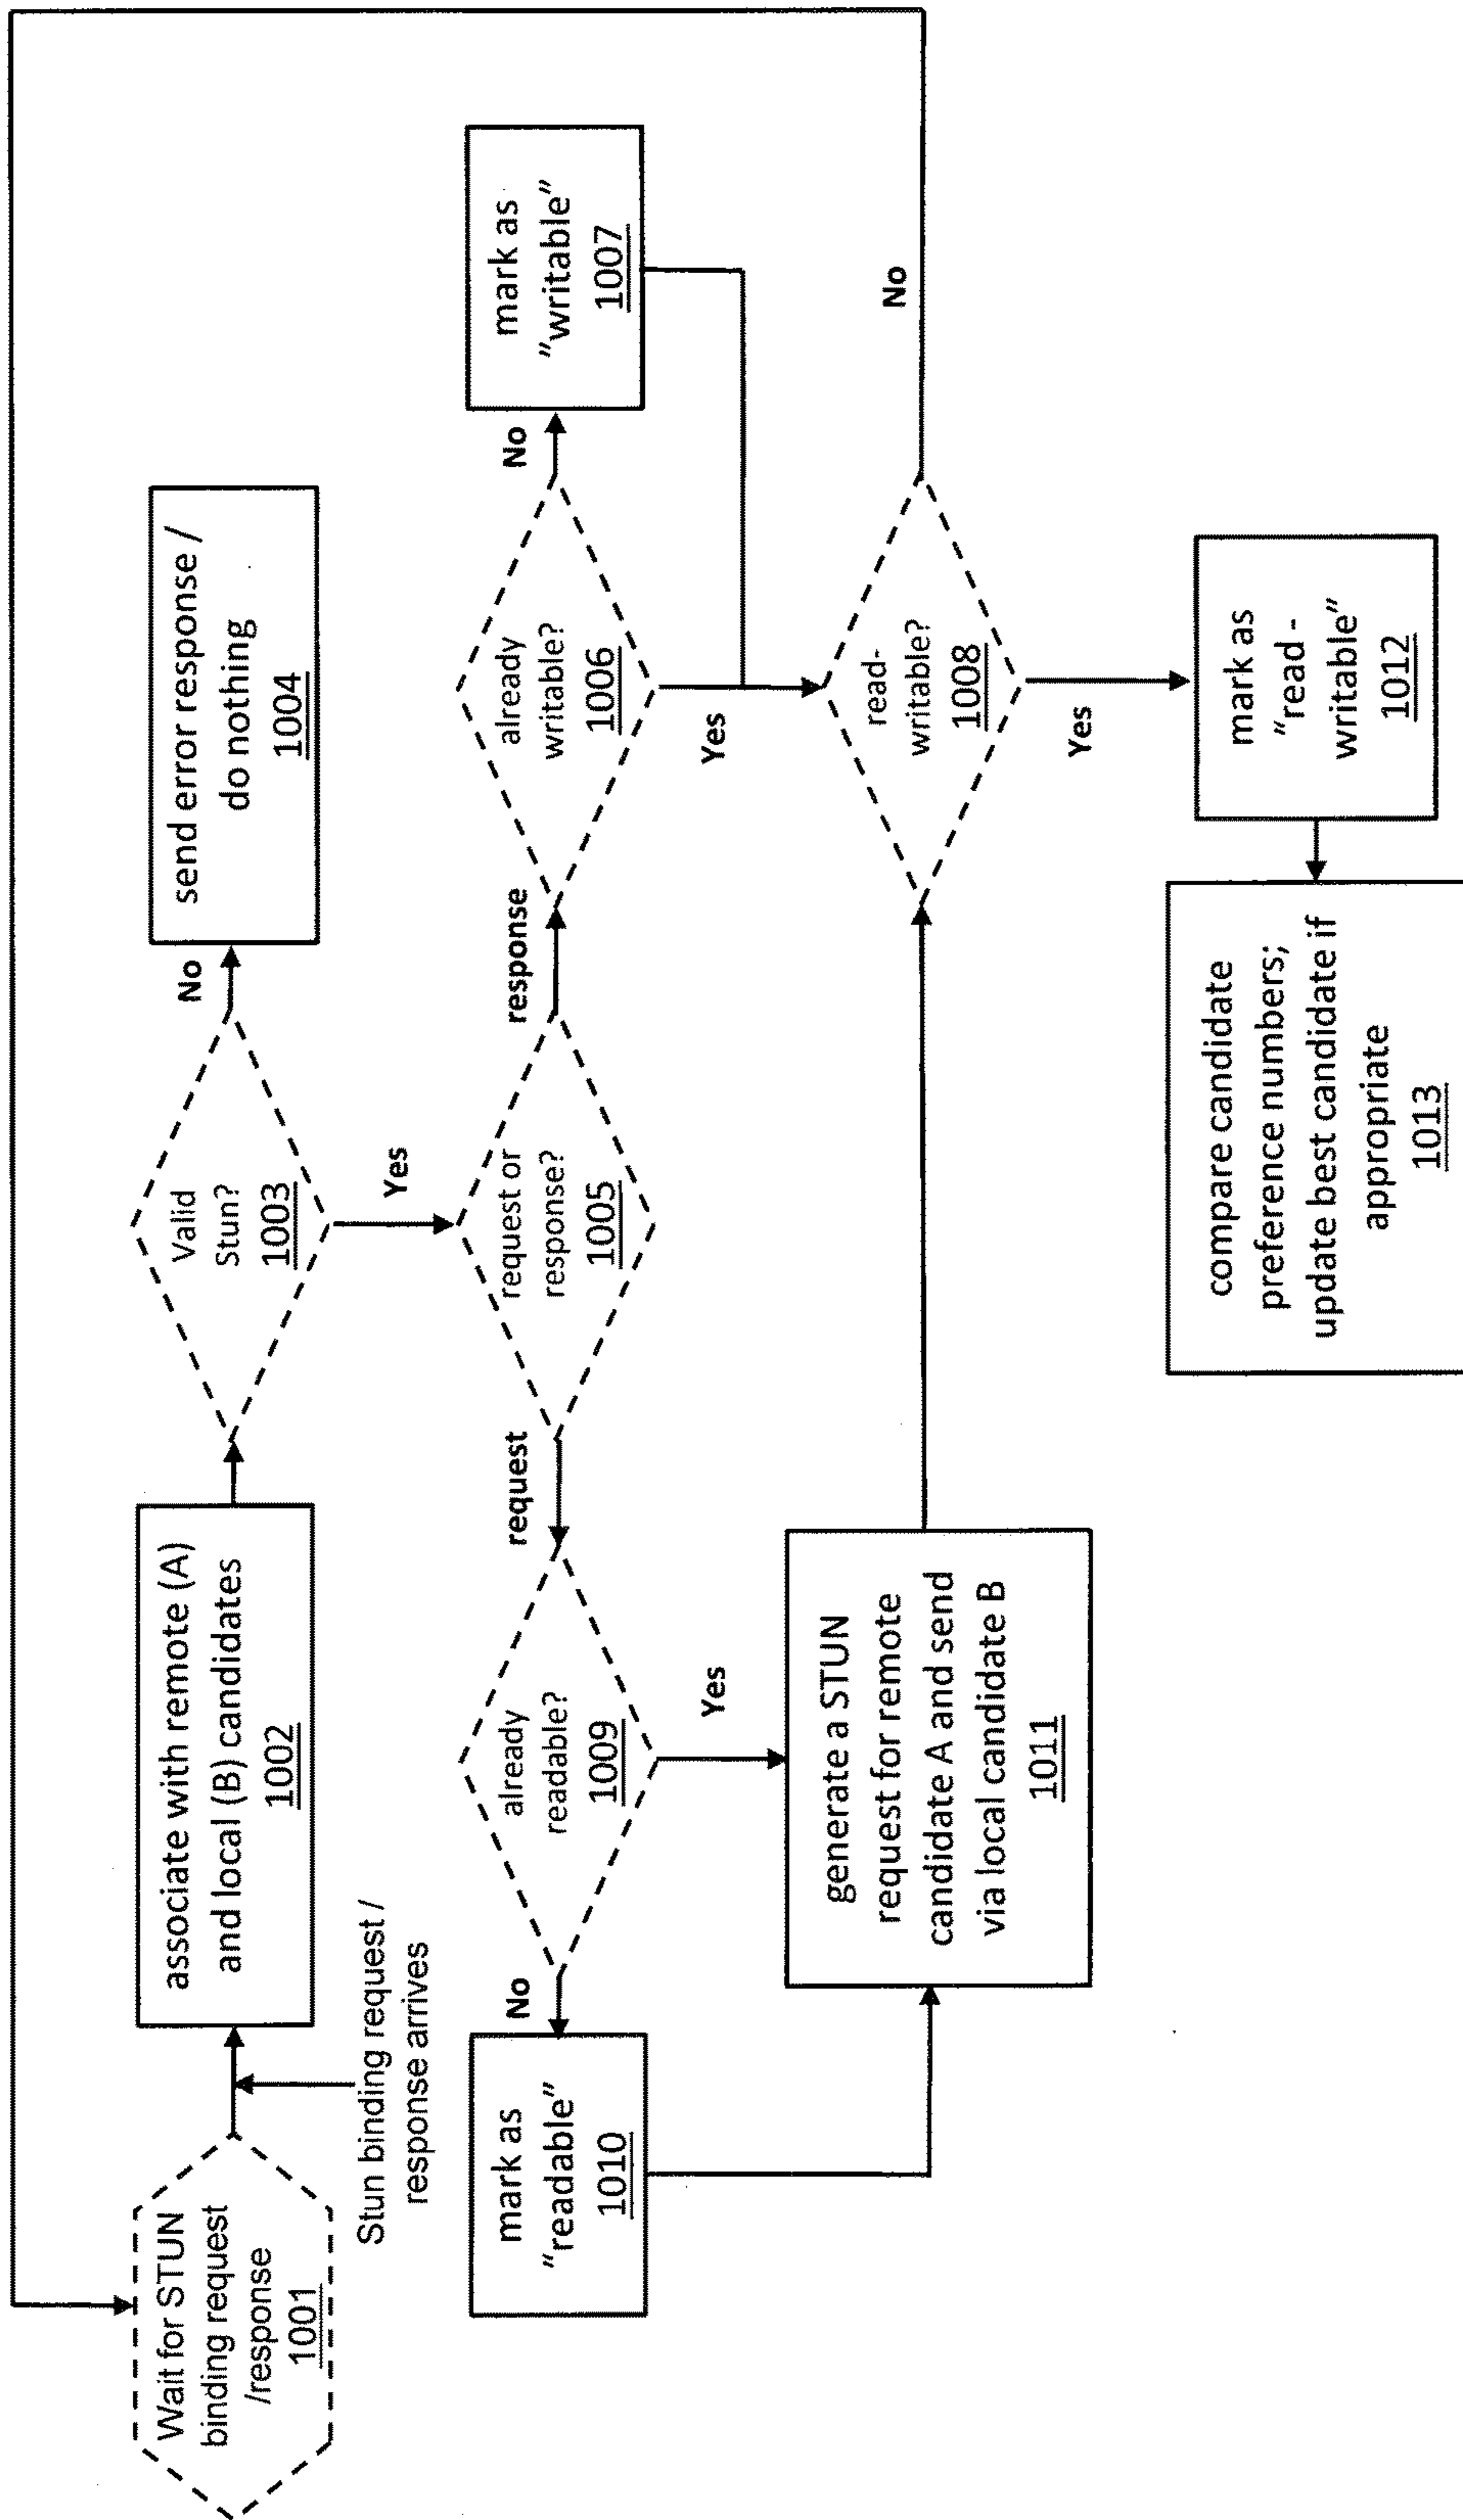 Wait for STUN
binding request
/response
1001
Stun binding request /
response arrives
associate with remote (A)
and local (B) candidates
1002
Valid
Stun?
1003
No
send error response /
do nothing
1004
Yes
request or
response?
1005
response
already
writable?
1006
No
mark as
"writable"
1007
Yes
request
already
readable?
1009
No
mark as
"readable"
1010
Yes
generate a STUN
request for remote
candidate A and send
via local candidate B
1011
read-
writable?
1008
No
Yes
mark as
"read -
writable"
1012
compare candidate
preference numbers;
update best candidate if
appropriate
1013